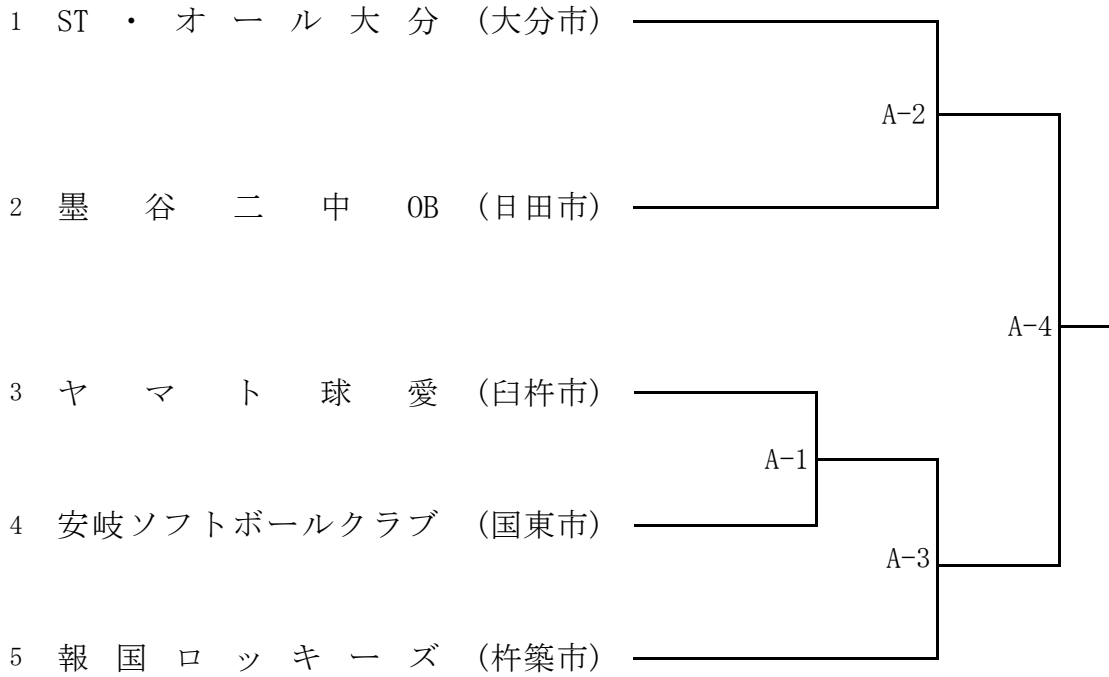 1 ST・オール大分 (大分市)
A-2
2 墨谷二中OB (日田市)
A-4
3 ヤマト球愛 (臼杵市)
A-1
4 安岐ソフトボールクラブ (国東市)
A-3
5 報国ロッキーズ (杵築市)